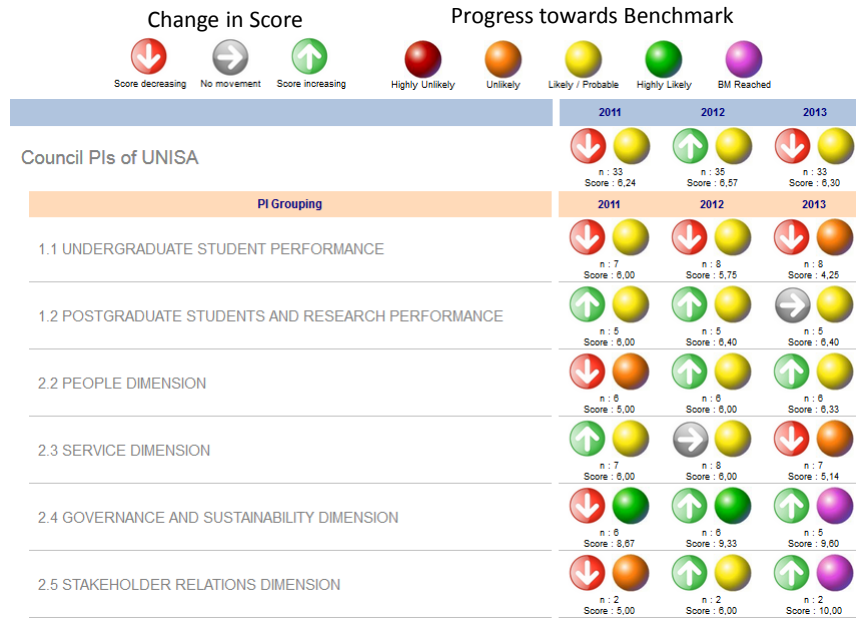 Change in Score
Progress towards Benchmark
Score decreasing
No movement
Score increasing
Highly Unlikely
Unlikely
Likely / Probable
Highly Likely
BM Reached
2011 2012 2013
Council PIs of UNISA
n : 33 n : 35 n : 33
Score : 6,24 Score : 6,57 Score : 6,30
PI Grouping 2011 2012 2013
1.1 UNDERGRADUATE STUDENT PERFORMANCE
n : 7 n : 8 n : 8
Score : 6,00 Score : 5,75 Score : 4,25
1.2 POSTGRADUATE STUDENTS AND RESEARCH PERFORMANCE
n : 5 n : 5 n : 5
Score : 6,00 Score : 6,40 Score : 6,40
2.2 PEOPLE DIMENSION
n : 6 n : 6 n : 6
Score : 5,00 Score : 6,00 Score : 6,33
2.3 SERVICE DIMENSION
n : 7 n : 8 n : 7
Score : 6,00 Score : 6,00 Score : 5,14
2.4 GOVERNANCE AND SUSTAINABILITY DIMENSION
n : 6 n : 6 n : 5
Score : 8,67 Score : 9,33 Score : 9,60
2.5 STAKEHOLDER RELATIONS DIMENSION
n : 2 n : 2 n : 2
Score : 5,00 Score : 6,00 Score : 10,00